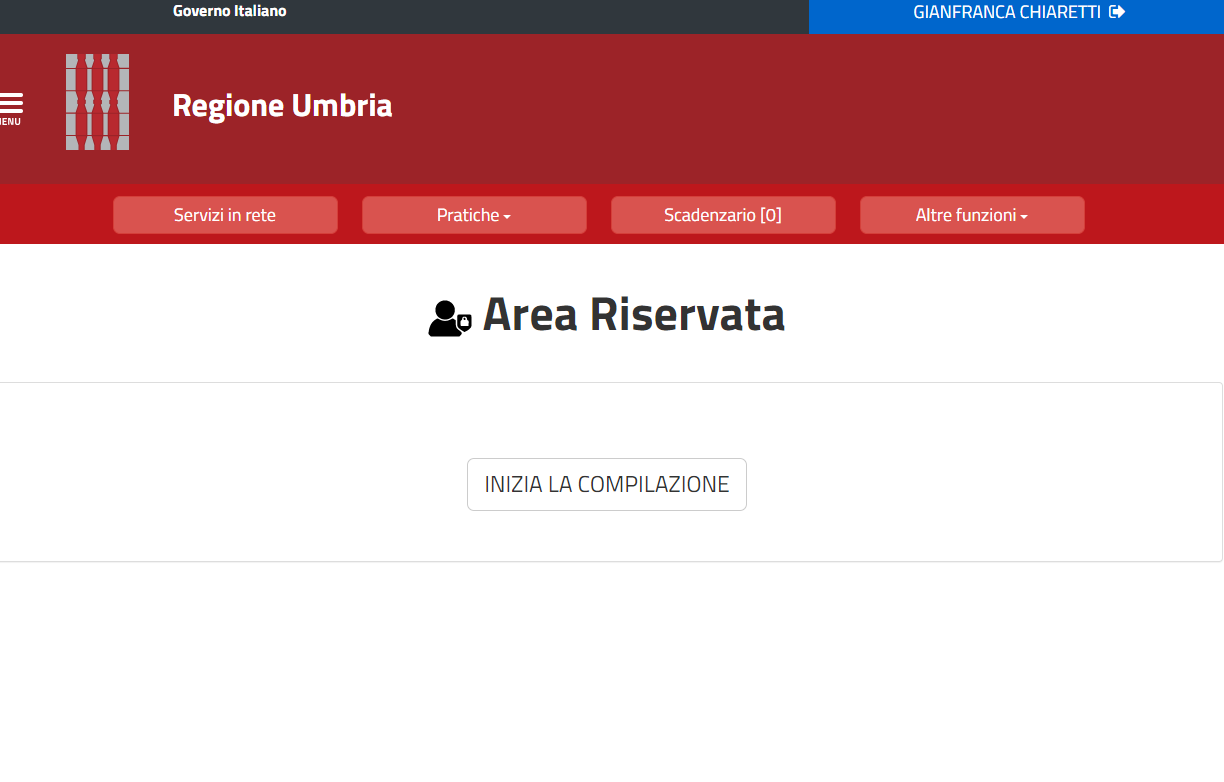 Governo Italiano
GIANFRANCA CHIARETTI
Regione Umbria
Servizi in rete
Pratiche
Scadenzario [0]
Altre funzioni
Area Riservata
INIZIA LA COMPILAZIONE